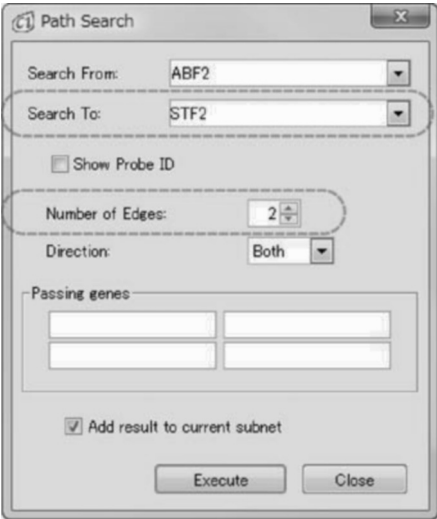 Path Search
Search From: ABF2
Search To: STF2
Show Probe ID
Number of Edges: 2
Direction: Both
Passing genes
Add result to current subnet
Execute Close